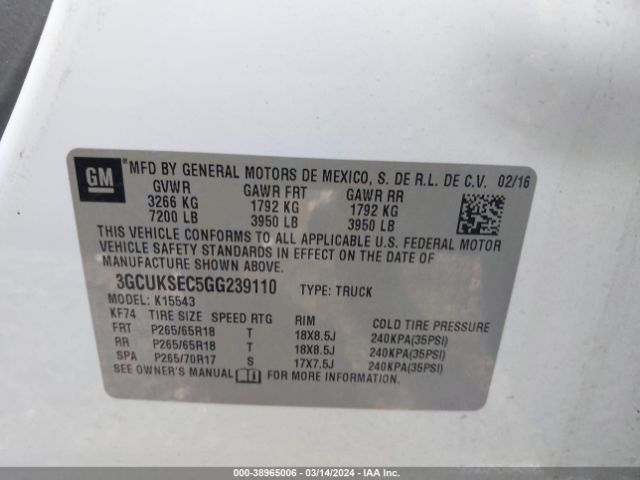 GM ® MFD BY GENERAL MOTORS DE MEXICO, S. DE R.L. DE C.V. 02/16
GVWR GAWR FRT GAWR RR
3266 KG 1792 KG 1792 KG
7200 LB 3950 LB 3950 LB
THIS VEHICLE CONFORMS TO ALL APPLICABLE U.S. FEDERAL MOTOR
VEHICLE SAFETY STANDARDS IN EFFECT ON THE DATE OF
MANUFACTURE SHOWN ABOVE.
3GCUKSEC5GG239110 TYPE: TRUCK
MODEL: K15543
KF74 TIRE SIZE SPEED RTG RIM COLD TIRE PRESSURE
FRT P265/65R18 T 18X8.5J 240KPA(35PSI)
RR P265/65R18 T 18X8.5J 240KPA(35PSI)
SPA P265/70R17 S 17X7.5J 240KPA(35PSI)
SEE OWNER'S MANUAL FOR MORE INFORMATION.
000-38965006 - 03/14/2024 - IAA Inc.